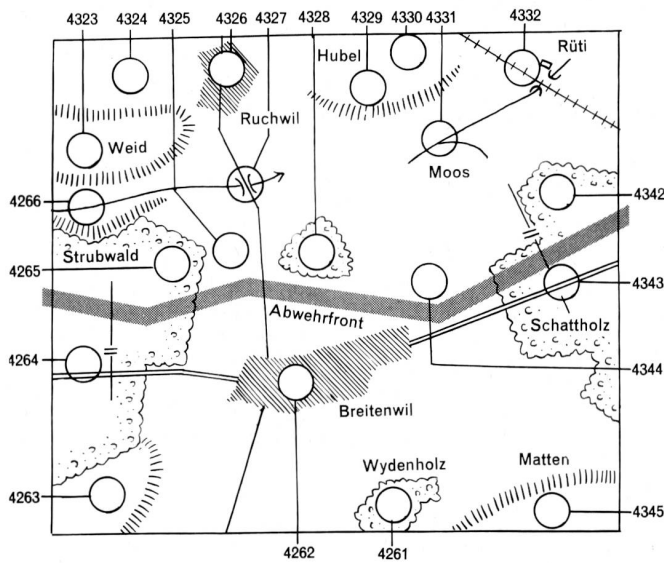 4323 4324 4325 4326 4327 4328 4329 4330 4331 4332
Hubel
Rüti
Ruchwil
Weid
Moos
4266
4342
Strubwald
4265
4343
Abwehrfront
Schattholz
4264
4344
Breitenwil
Wydenholz
Matten
4263
4345
4262
4261